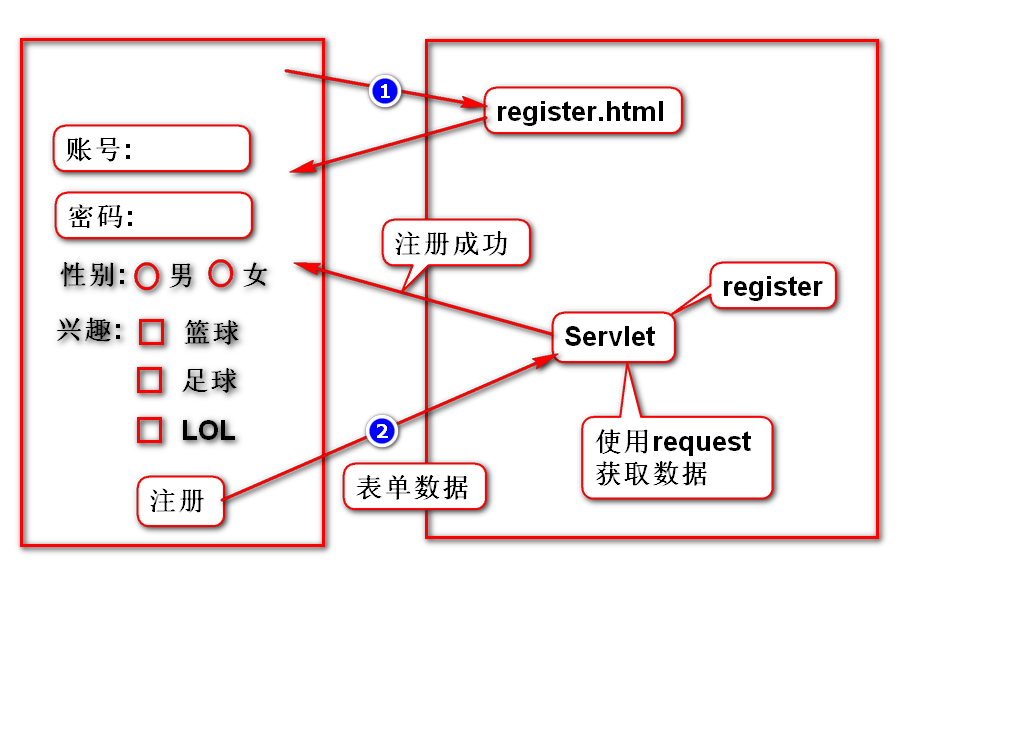 1
register.html
账号:
密码:
注册成功
性别: 男 女
register
兴趣: 篮球
Servlet
足球
2
LOL
使用request
获取数据
表单数据
注册